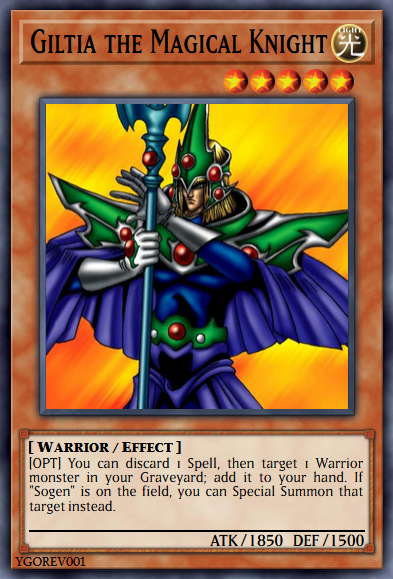 Giltia the Magical Knight
LIGHT
光
[ Warrior / Effect ]
[OPT] You can discard 1 Spell, then target 1 Warrior
monster in your Graveyard; add it to your hand. If
"Sogen" is on the field, you can Special Summon that
target instead.
ATK / 1850 DEF / 1500
YGOREV001